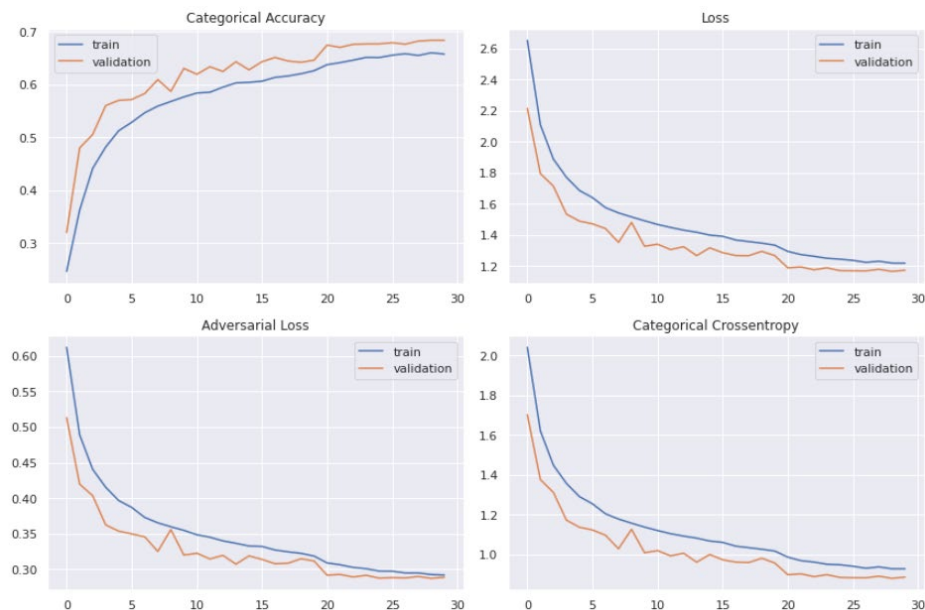 Categorical Accuracy
0.7
0.6
0.5
0.4
0.3
train
validation
0 5 10 15 20 25 30
Loss
2.6
2.4
2.2
2.0
1.8
1.6
1.4
1.2
train
validation
0 5 10 15 20 25 30
Adversarial Loss
0.60
0.55
0.50
0.45
0.40
0.35
0.30
train
validation
0 5 10 15 20 25 30
Categorical Crossentropy
2.0
1.8
1.6
1.4
1.2
1.0
train
validation
0 5 10 15 20 25 30